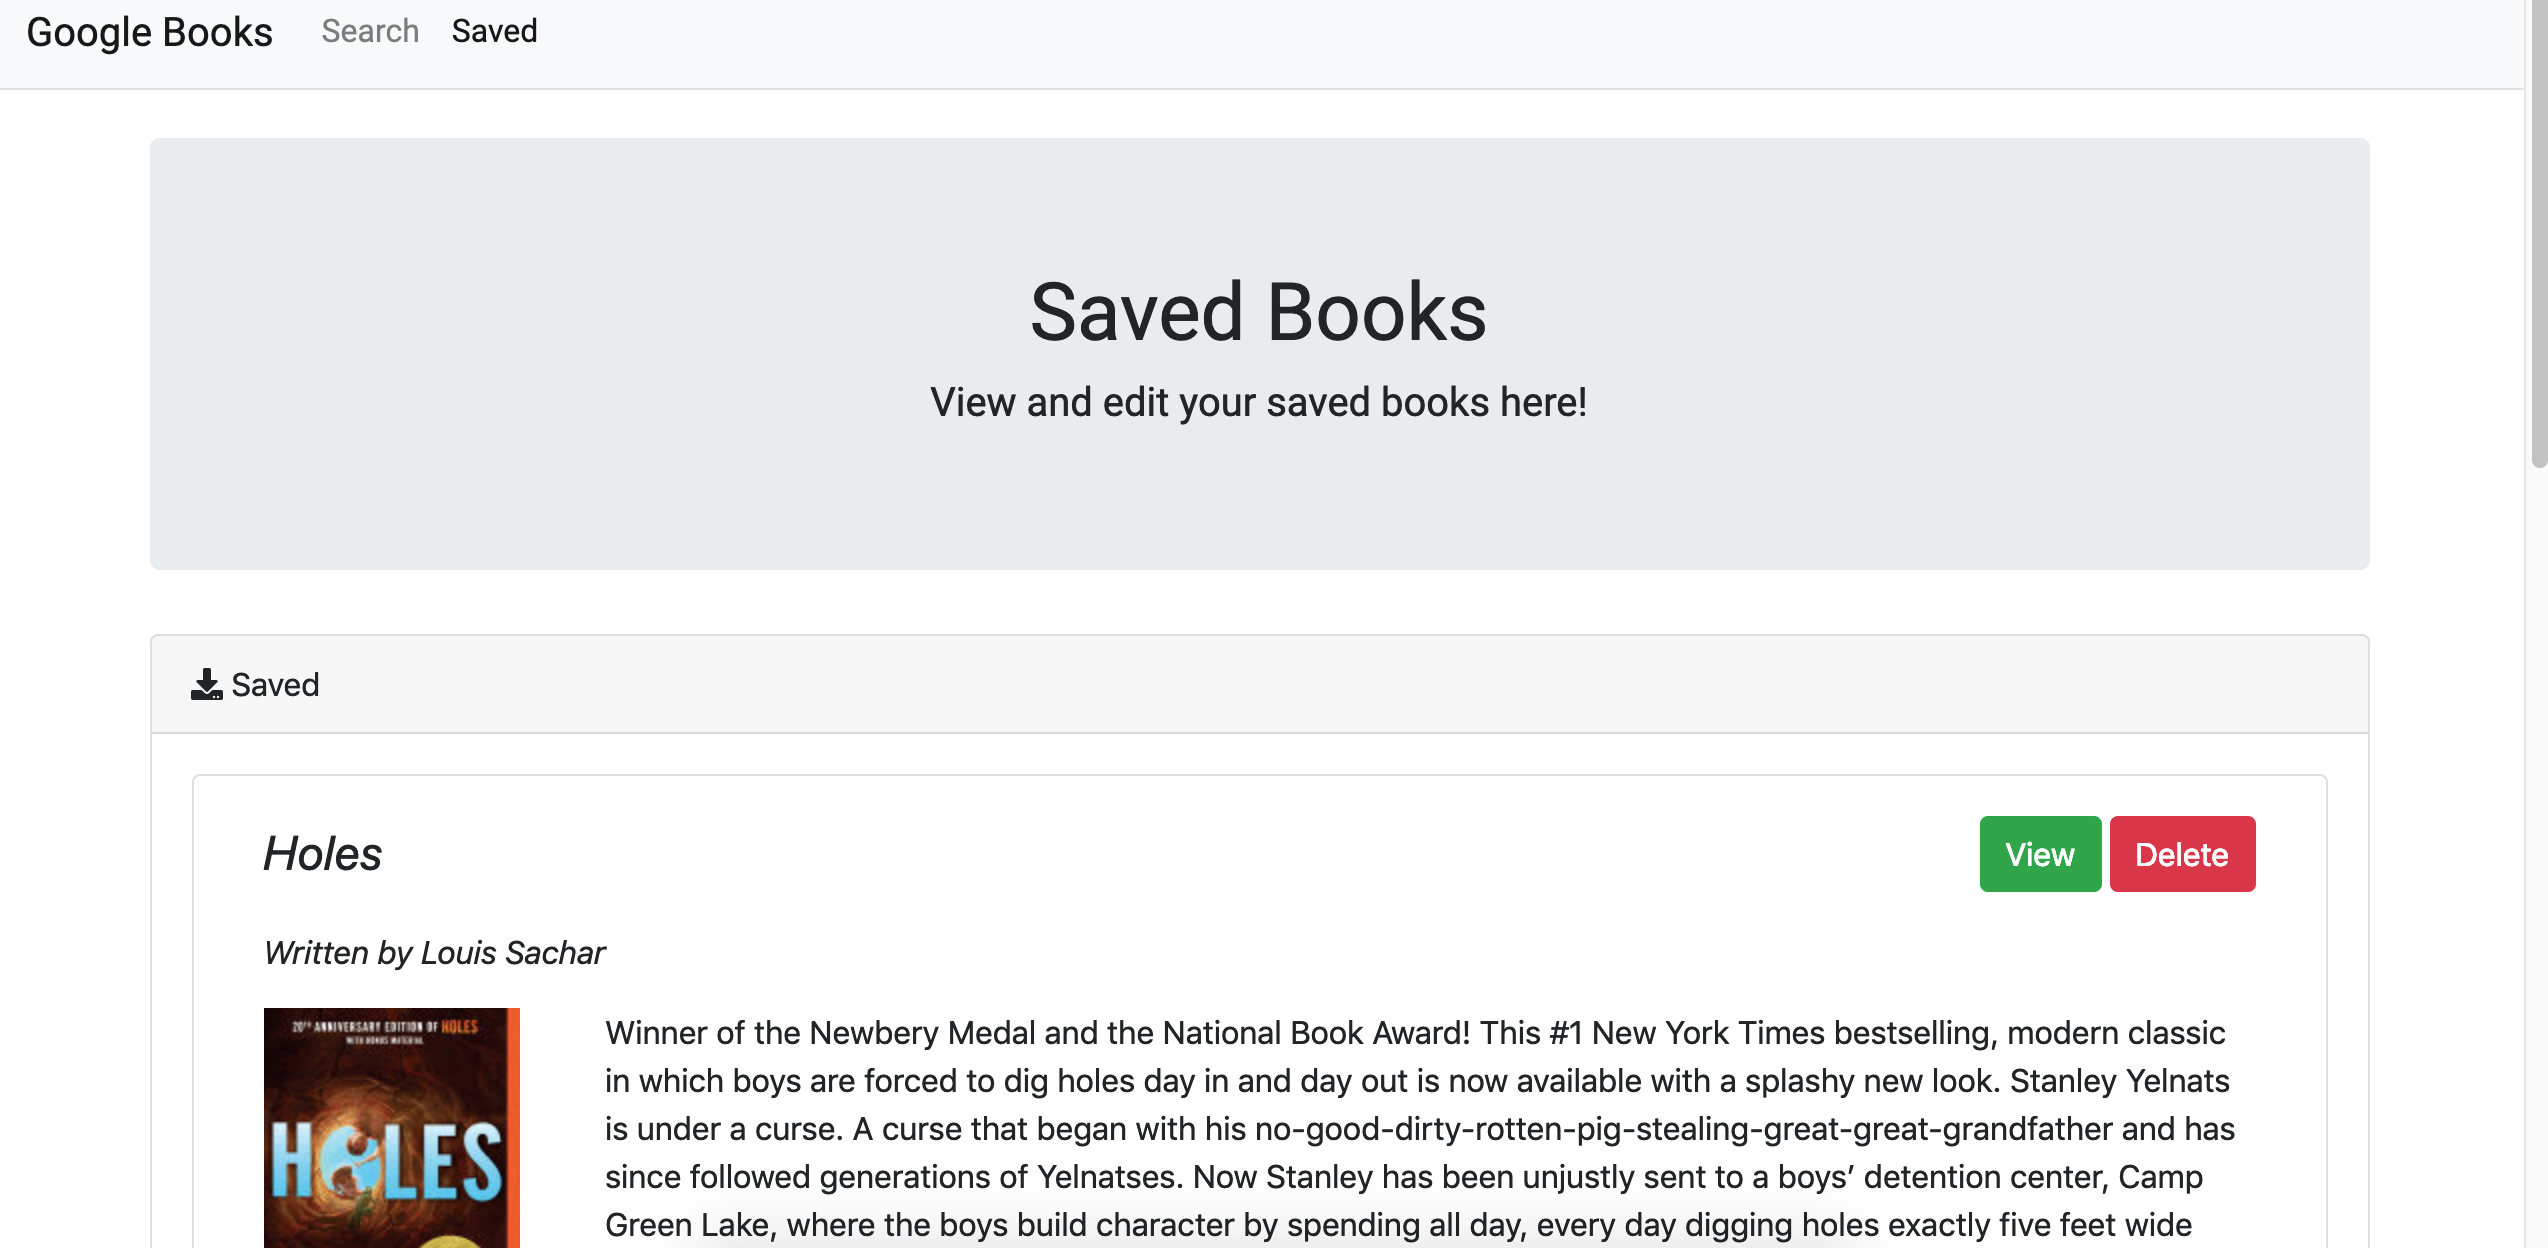 Google Books Search Saved
Saved Books
View and edit your saved books here!
Saved
Holes
View Delete
Written by Louis Sachar
20TH ANNIVERSARY EDITION OF HOLES
WITH BONUS MATERIAL
HOLES
Winner of the Newbery Medal and the National Book Award! This #1 New York Times bestselling, modern classic
in which boys are forced to dig holes day in and day out is now available with a splashy new look. Stanley Yelnats
is under a curse. A curse that began with his no-good-dirty-rotten-pig-stealing-great-great-grandfather and has
since followed generations of Yelnatses. Now Stanley has been unjustly sent to a boys’ detention center, Camp
Green Lake, where the boys build character by spending all day, every day digging holes exactly five feet wide